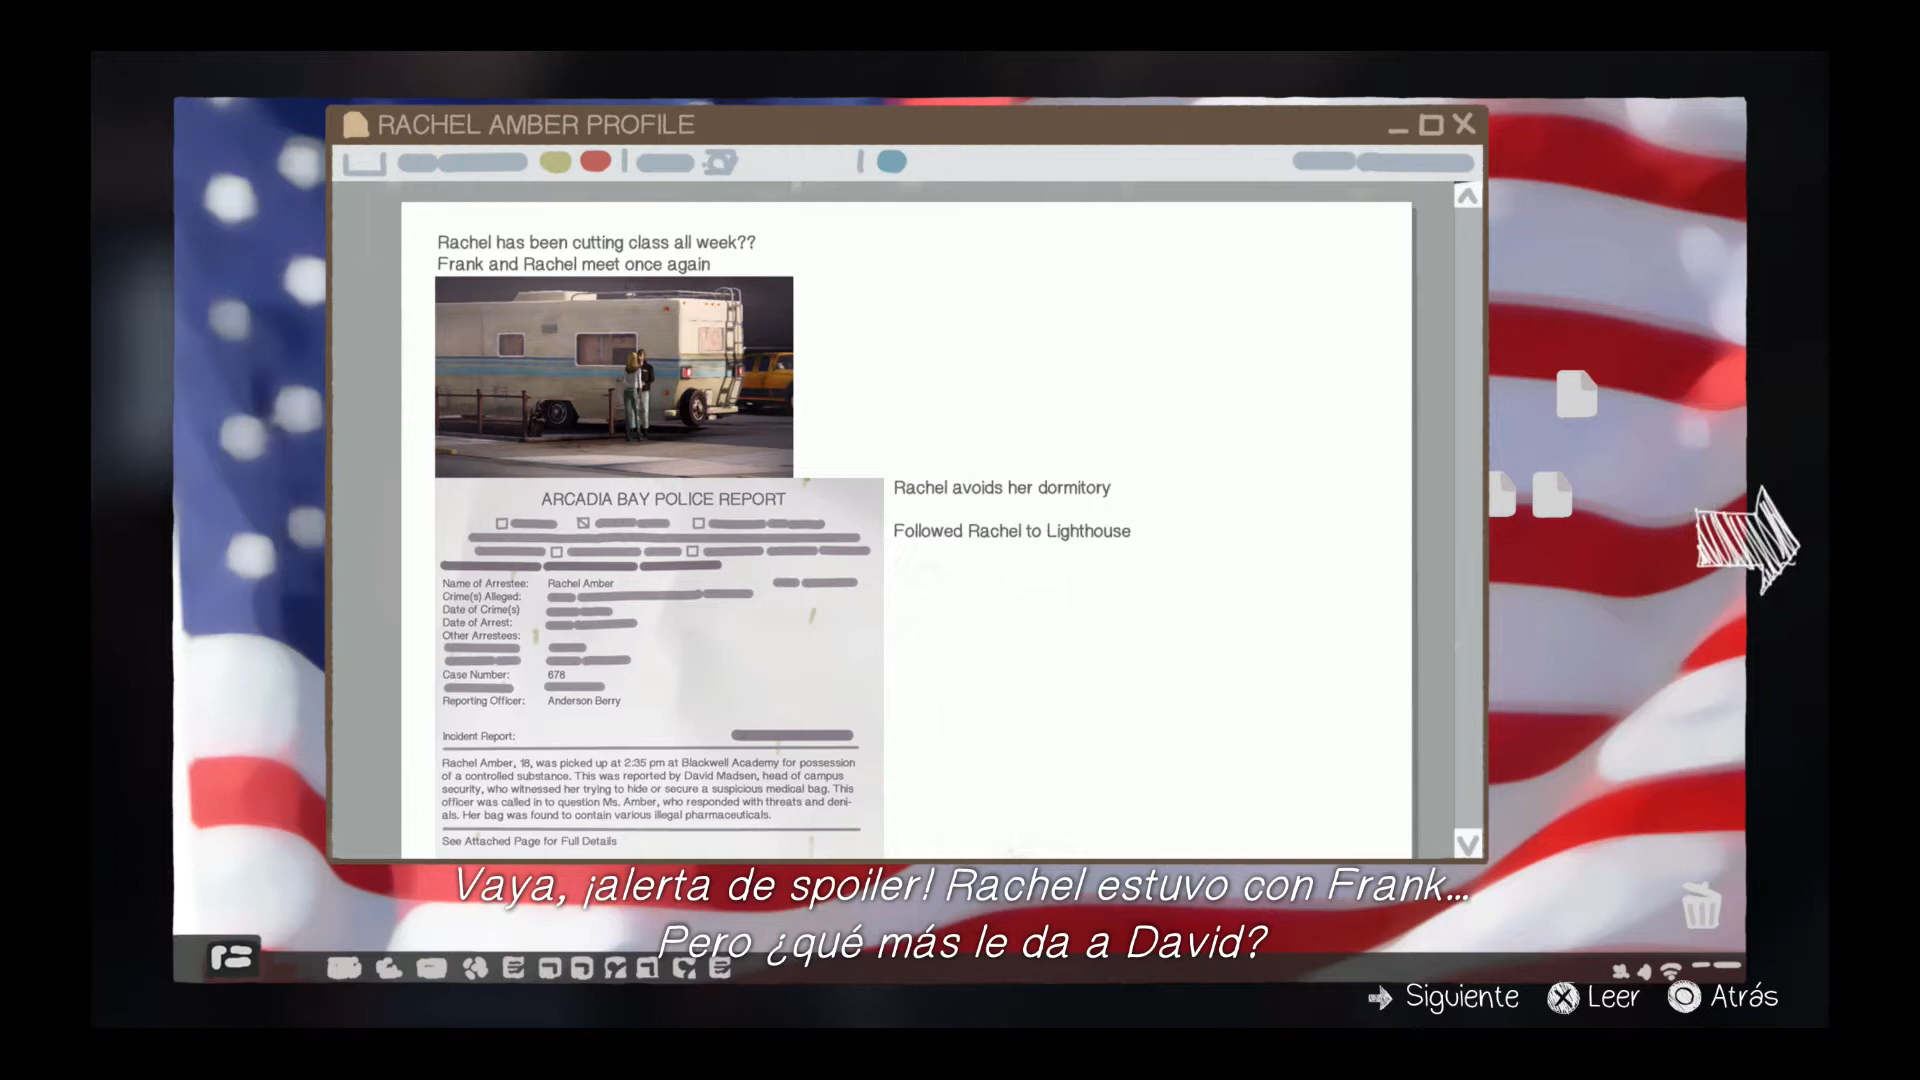 RACHEL AMBER PROFILE
Rachel has been cutting class all week??
Frank and Rachel meet once again
ARCADIA BAY POLICE REPORT
Name of Arrestee: Rachel Amber
Crime(s) Alleged:
Date of Crime(s)
Date of Arrest:
Other Arrestees:
Case Number: 678
Reporting Officer: Anderson Berry
Incident Report:
Rachel Amber, 18, was picked up at 2:35 pm at Blackwell Academy for possession
of a controlled substance. This was reported by David Madsen, head of campus
security, who witnessed her trying to hide or secure a suspicious medical bag. This
officer was called in to question Ms. Amber, who responded with threats and deni-
als. Her bag was found to contain various illegal pharmaceuticals.
See Attached Page for Full Details
Rachel avoids her dormitory
Followed Rachel to Lighthouse
Vaya, ¡alerta de spoiler! Rachel estuvo con Frank...
Pero ¿qué más le da a David?
Siguiente Leer Atrás